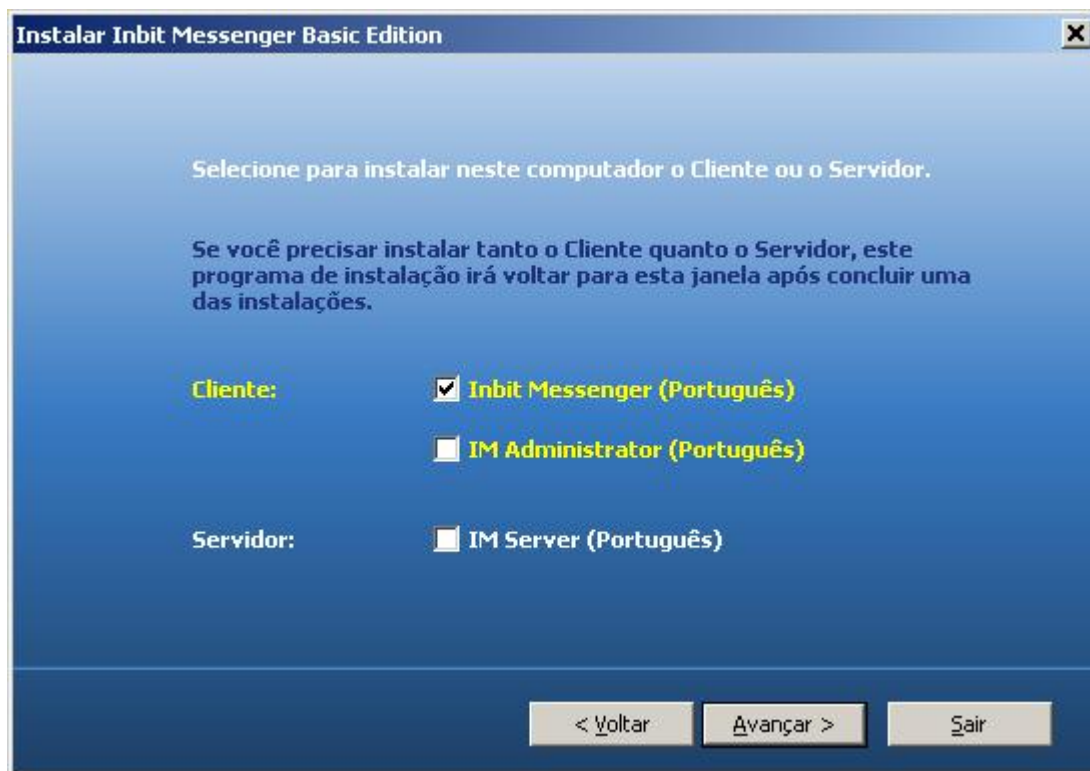 Instalar Inbit Messenger Basic Edition
Selecione para instalar neste computador o Cliente ou o Servidor.
Se você precisar instalar tanto o Cliente quanto o Servidor, este
programa de instalação irá voltar para esta janela após concluir uma
das instalações.
Cliente: Inbit Messenger (Português)
IM Administrator (Português)
Servidor: IM Server (Português)
< Voltar Avançar > Sair